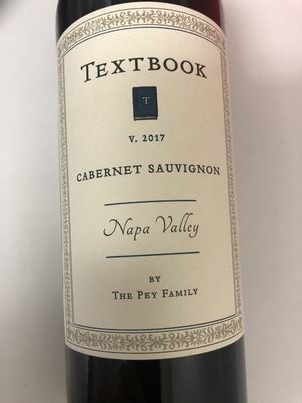 TEXTBOOK
T
V. 2017
CABERNET SAUVIGNON
Napa Valley
BY
THE PEY FAMILY